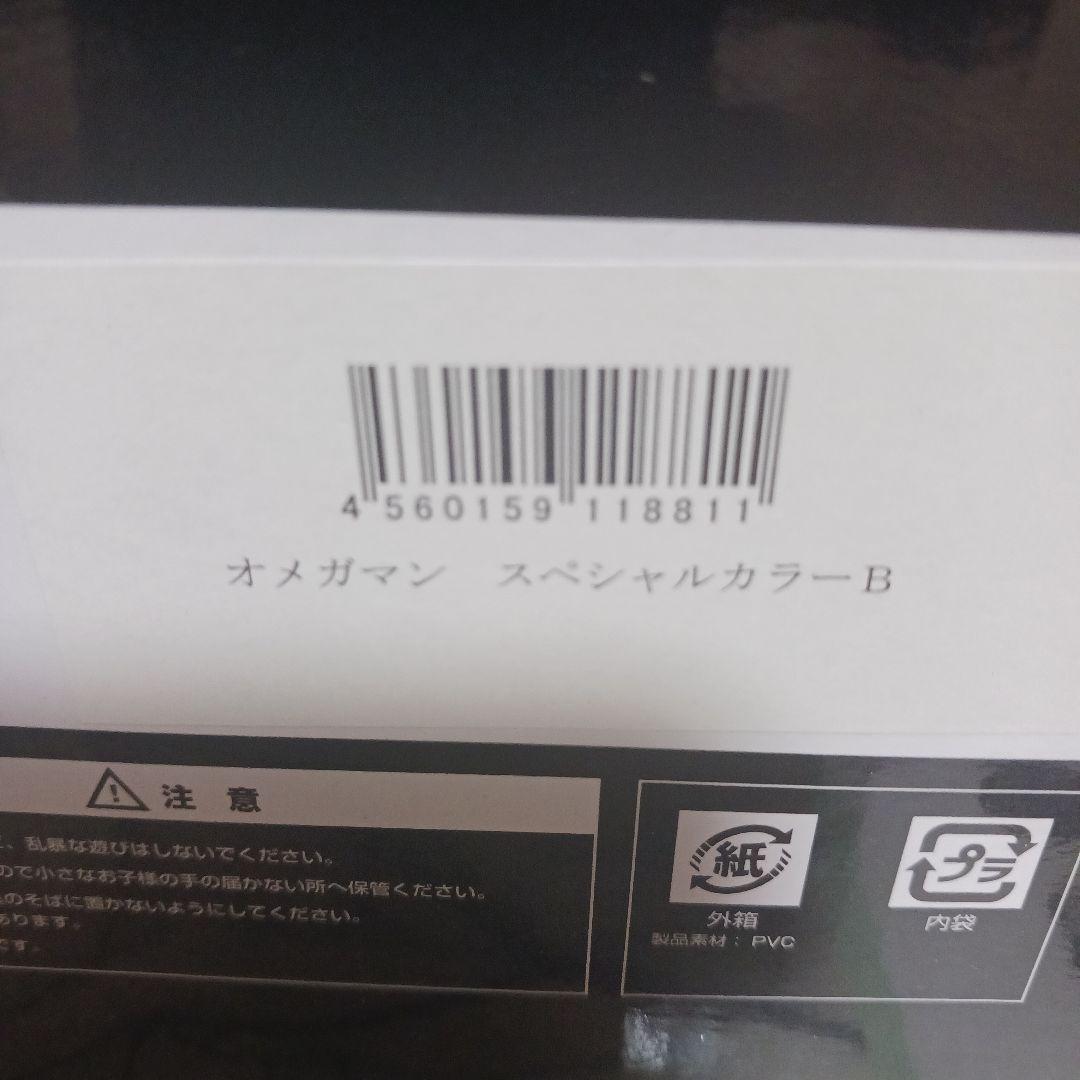 4 560159 118811
オメガマン　スペシャルカラーB
注 意
、乱暴な遊びはしないでください。
ので小さなお子様の手の届かない所へ保管ください。
のそばに置かないようにしてください。
あります。
です。
紙
外箱
製品素材：PVC
プラ
内袋